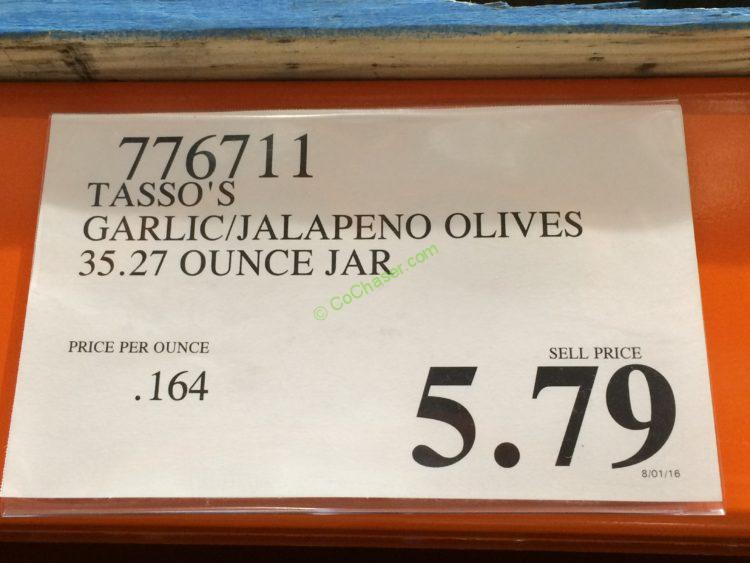 776711
TASSO'S
GARLIC/JALAPENO OLIVES
35.27 OUNCE JAR
© CoChaser.com
PRICE PER OUNCE
.164
SELL PRICE
5.79
8/01/16